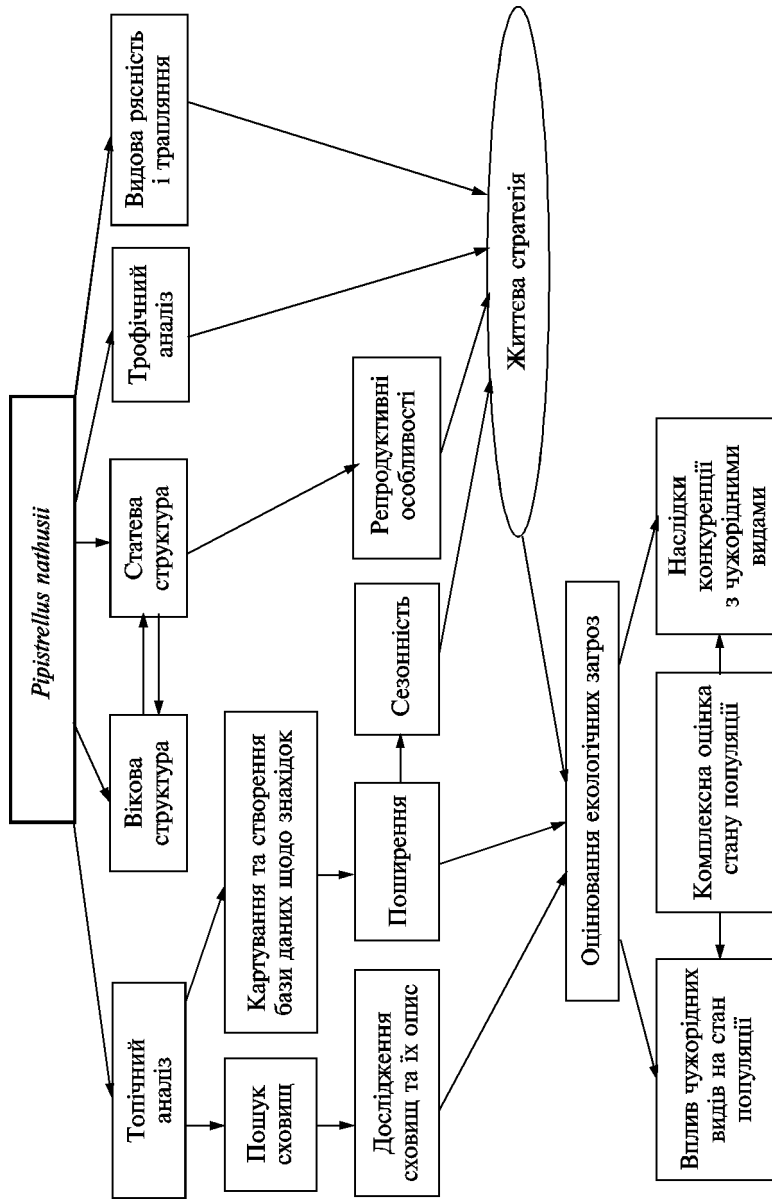 Pipistrellus nathusii
Топічний
аналіз
Вікова
структура
Статева
структура
Трофічний
аналіз
Видова рясність
і трапляння
Пошук
сховищ
Картування та створення
бази даних щодо знахідок
Дослідження
сховищ та їх опис
Поширення
Сезонність
Репродуктивні
особливості
Життєва стратегія
Оцінювання екологічних загроз
Вплив чужорідних
видів на стан
популяції
Комплексна оцінка
стану популяції
Наслідки
конкуренції
з чужорідними
видами